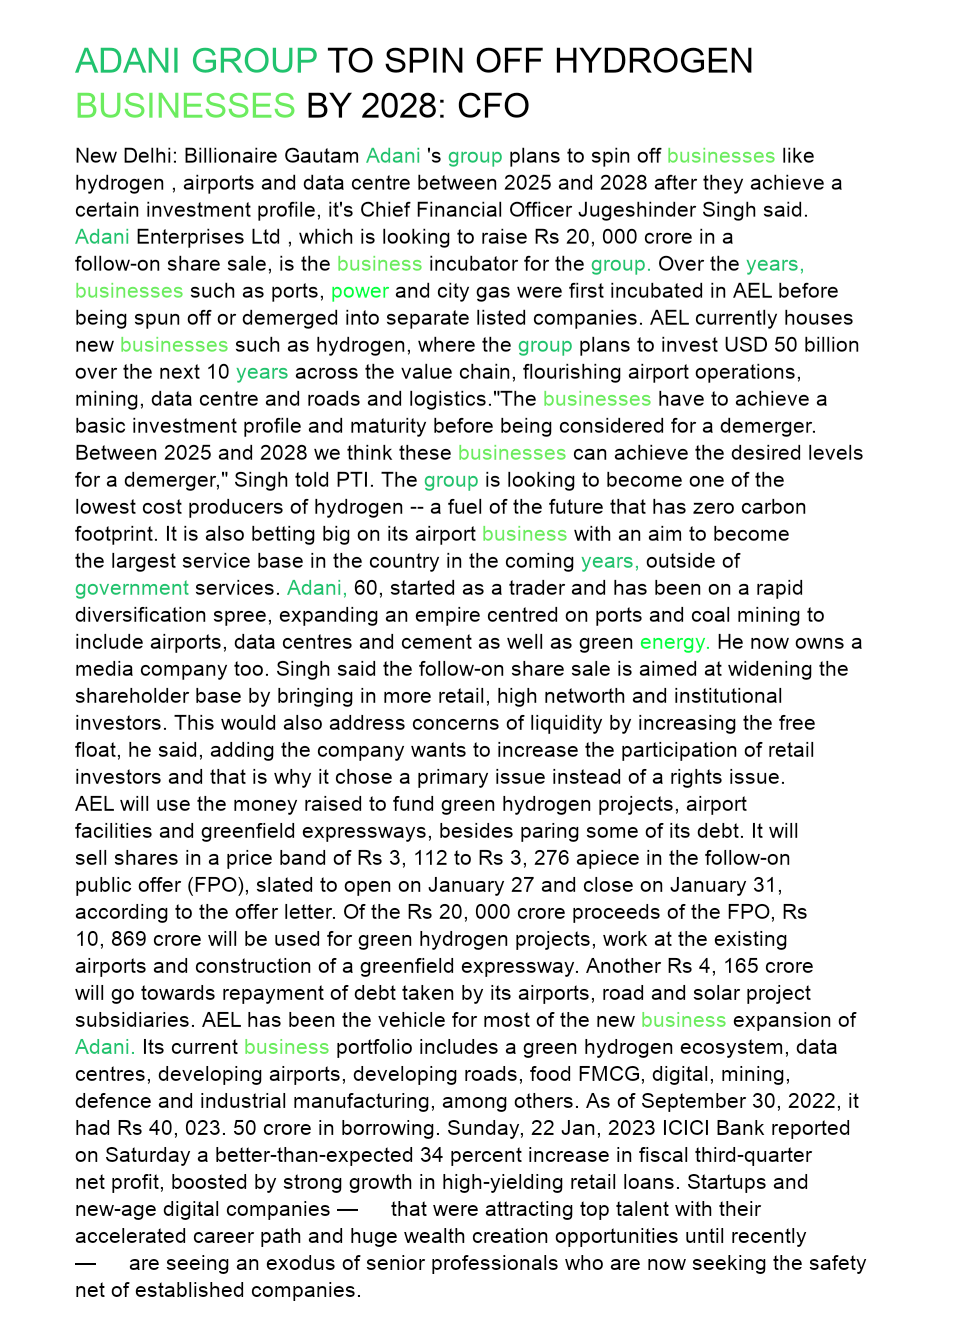 ADANI GROUP TO SPIN OFF HYDROGEN
BUSINESSES BY 2028: CFO
New Delhi: Billionaire Gautam Adani 's group plans to spin off businesses like
hydrogen , airports and data centre between 2025 and 2028 after they achieve a
certain investment profile, it's Chief Financial Officer Jugeshinder Singh said.
Adani Enterprises Ltd , which is looking to raise Rs 20, 000 crore in a
follow-on share sale, is the business incubator for the group. Over the years,
businesses such as ports, power and city gas were first incubated in AEL before
being spun off or demerged into separate listed companies. AEL currently houses
new businesses such as hydrogen, where the group plans to invest USD 50 billion
over the next 10 years across the value chain, flourishing airport operations,
mining, data centre and roads and logistics."The businesses have to achieve a
basic investment profile and maturity before being considered for a demerger.
Between 2025 and 2028 we think these businesses can achieve the desired levels
for a demerger," Singh told PTI. The group is looking to become one of the
lowest cost producers of hydrogen -- a fuel of the future that has zero carbon
footprint. It is also betting big on its airport business with an aim to become
the largest service base in the country in the coming years, outside of
government services. Adani, 60, started as a trader and has been on a rapid
diversification spree, expanding an empire centred on ports and coal mining to
include airports, data centres and cement as well as green energy. He now owns a
media company too. Singh said the follow-on share sale is aimed at widening the
shareholder base by bringing in more retail, high networth and institutional
investors. This would also address concerns of liquidity by increasing the free
float, he said, adding the company wants to increase the participation of retail
investors and that is why it chose a primary issue instead of a rights issue.
AEL will use the money raised to fund green hydrogen projects, airport
facilities and greenfield expressways, besides paring some of its debt. It will
sell shares in a price band of Rs 3, 112 to Rs 3, 276 apiece in the follow-on
public offer (FPO), slated to open on January 27 and close on January 31,
according to the offer letter. Of the Rs 20, 000 crore proceeds of the FPO, Rs
10, 869 crore will be used for green hydrogen projects, work at the existing
airports and construction of a greenfield expressway. Another Rs 4, 165 crore
will go towards repayment of debt taken by its airports, road and solar project
subsidiaries. AEL has been the vehicle for most of the new business expansion of
Adani. Its current business portfolio includes a green hydrogen ecosystem, data
centres, developing airports, developing roads, food FMCG, digital, mining,
defence and industrial manufacturing, among others. As of September 30, 2022, it
had Rs 40, 023. 50 crore in borrowing. Sunday, 22 Jan, 2023 ICICI Bank reported
on Saturday a better-than-expected 34 percent increase in fiscal third-quarter
net profit, boosted by strong growth in high-yielding retail loans. Startups and
new-age digital companies — that were attracting top talent with their
accelerated career path and huge wealth creation opportunities until recently
— are seeing an exodus of senior professionals who are now seeking the safety
net of established companies.